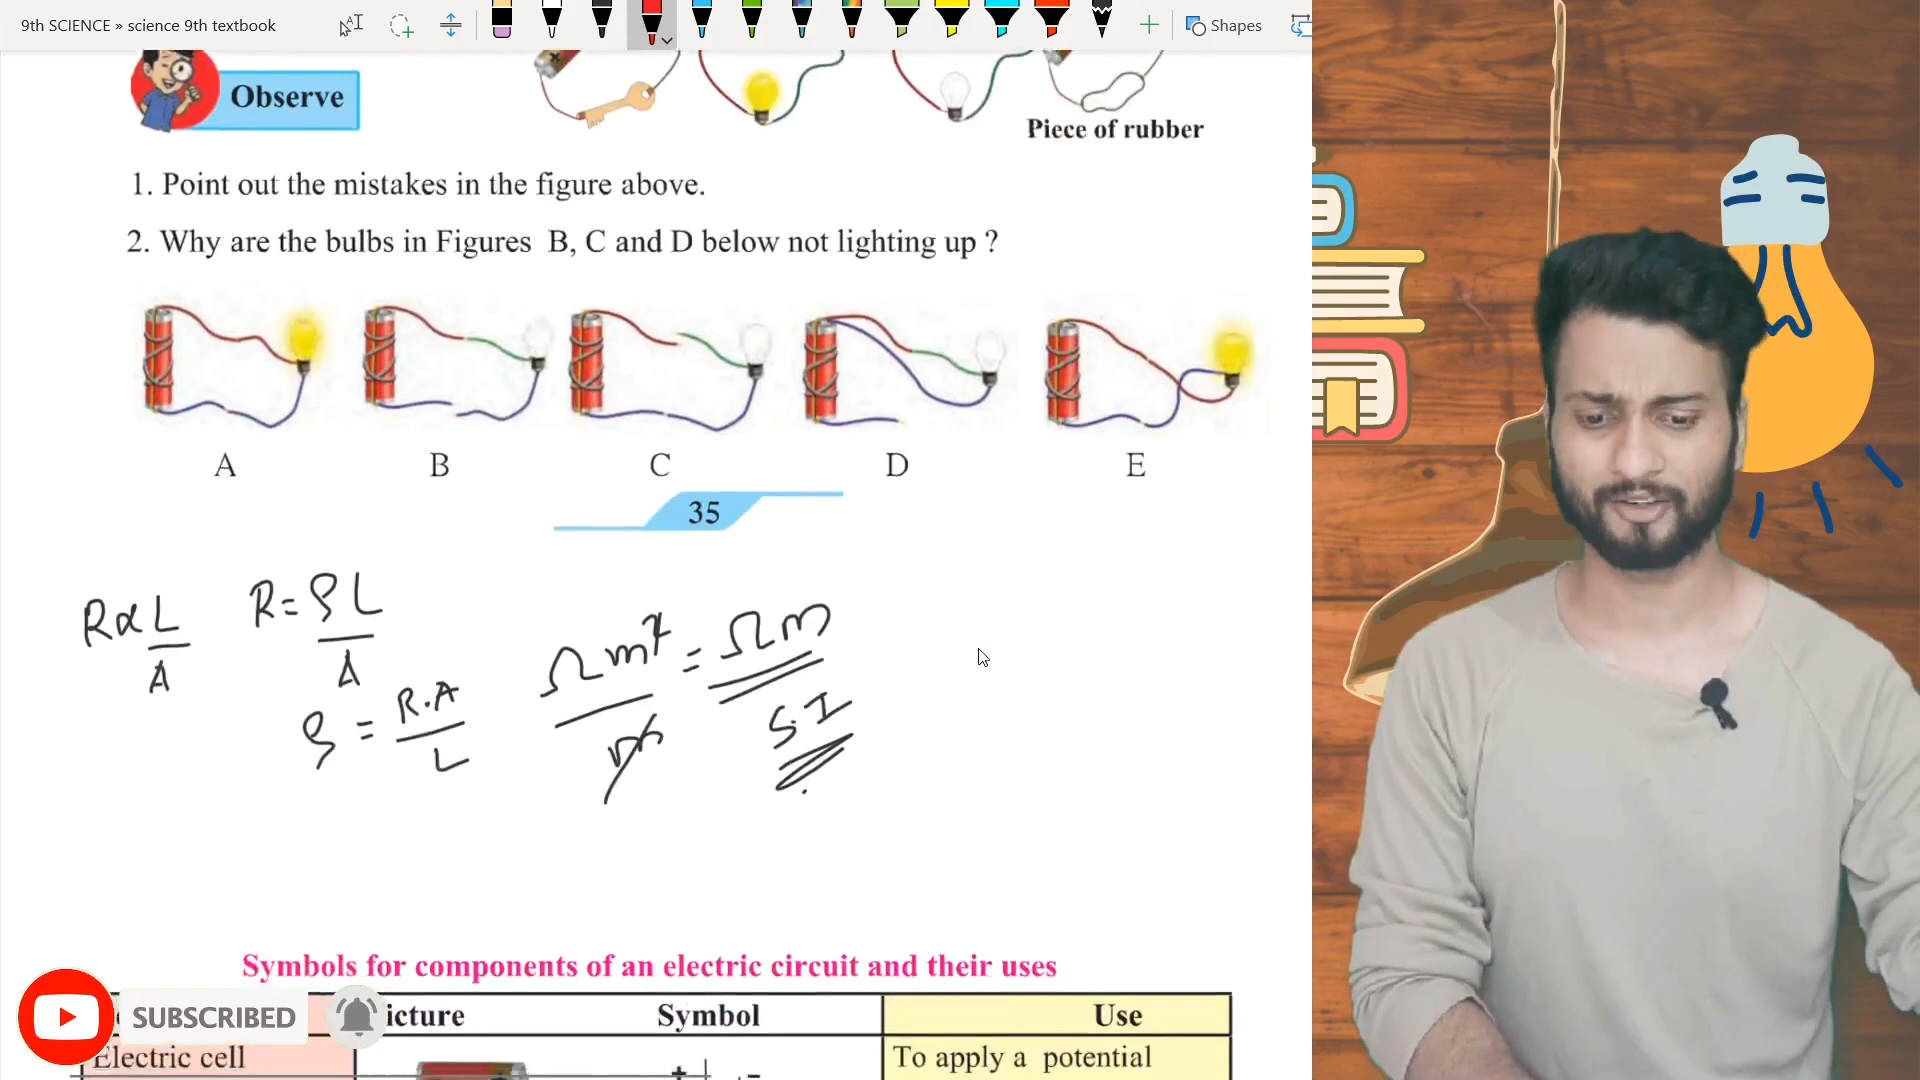 9th SCIENCE » science 9th textbook
Shapes
Observe
Piece of rubber
1. Point out the mistakes in the figure above.
2. Why are the bulbs in Figures B, C and D below not lighting up ?
A B C D E
35
R∝L/A R=ρL/A
ρ = R.A/L
Ωm²/m = Ωm
S.I
Symbols for components of an electric circuit and their uses
icture Symbol Use
SUBSCRIBED
Electric cell To apply a potential